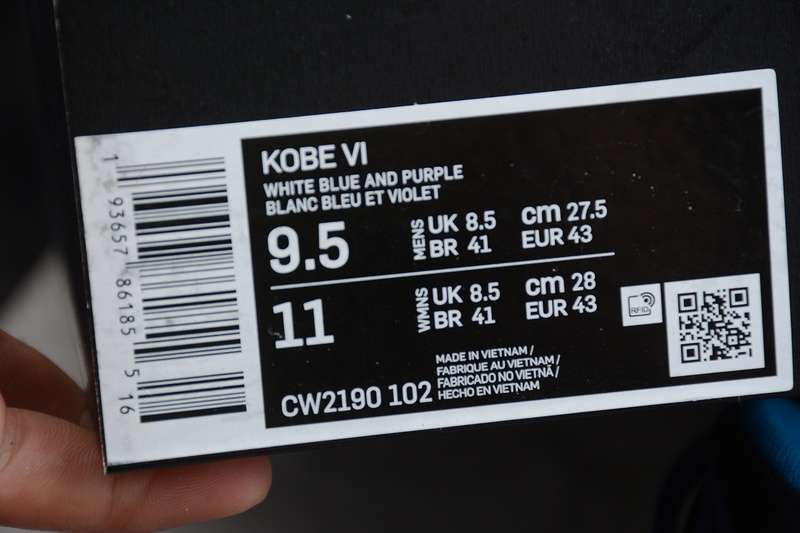 KOBE VI
WHITE BLUE AND PURPLE
BLANC BLEU ET VIOLET
9.5
MENS
UK 8.5
BR 41
cm 27.5
EUR 43
11
WMNS
UK 8.5
BR 41
cm 28
EUR 43
RFID
CW2190 102
MADE IN VIETNAM /
FABRIQUE AU VIETNAM /
FABRICADO NO VIETNÃ /
HECHO EN VIETNAM
1 93657 86185 5 16